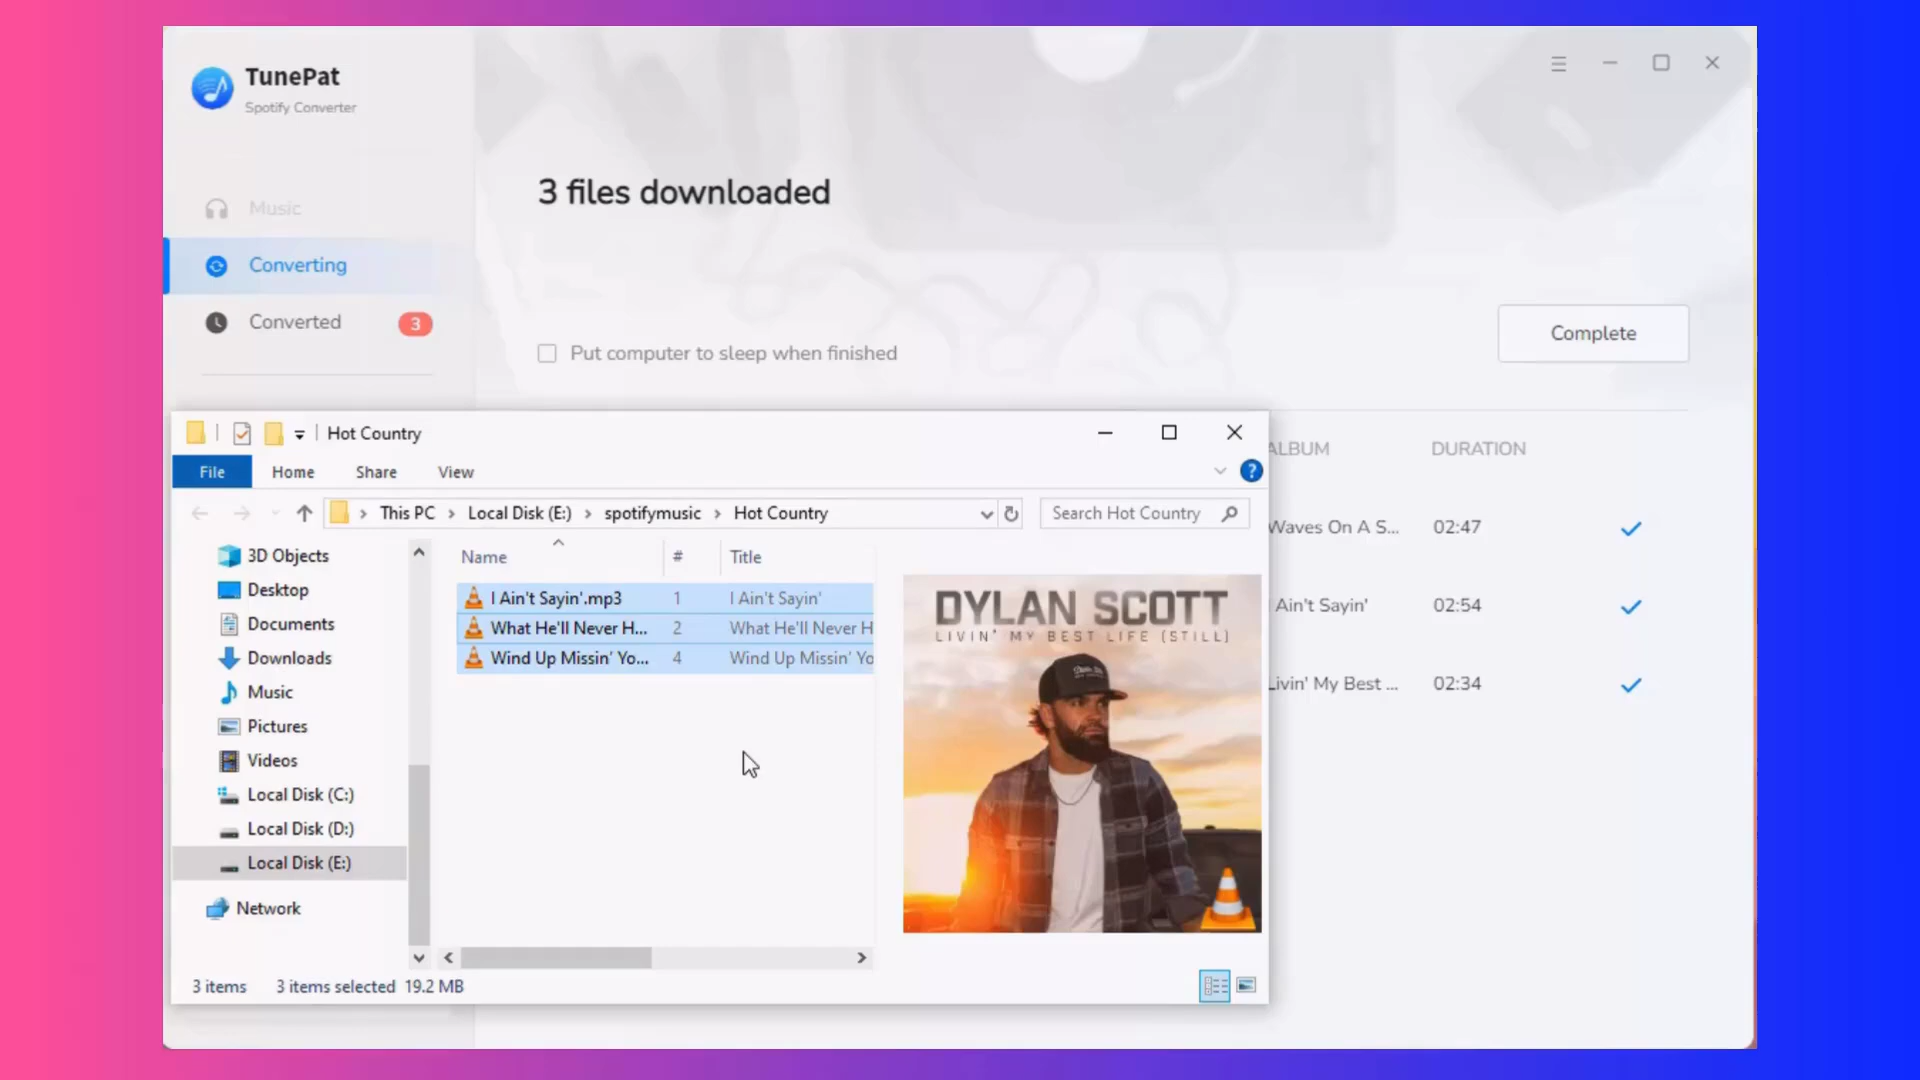 TunePat
Spotify Converter
Music
Converting
Converted
3
3 files downloaded
Put computer to sleep when finished
Complete
ALBUM DURATION
Waves On A S... 02:47
Ain't Sayin' 02:54
Livin' My Best ... 02:34
Hot Country
File Home Share View
?
This PC > Local Disk (E:) > spotifymusic > Hot Country
Search Hot Country
3D Objects
Desktop
Documents
Downloads
Music
Pictures
Videos
Local Disk (C:)
Local Disk (D:)
Local Disk (E:)
Network
Name # Title
I Ain't Sayin'.mp3 1 I Ain't Sayin'
What He'll Never H... 2 What He'll Never H
Wind Up Missin' Yo... 4 Wind Up Missin' Yo
DYLAN SCOTT
LIVIN' MY BEST LIFE (STILL)
3 items 3 items selected 19.2 MB